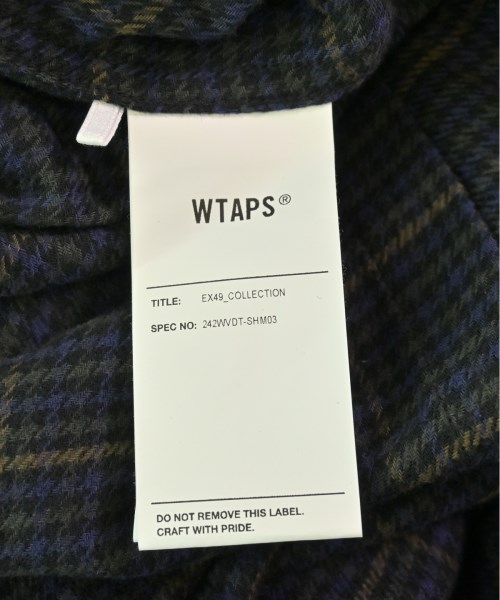 WTAPS®
TITLE: EX49_COLLECTION
SPEC NO: 242WVDT-SHM03
DO NOT REMOVE THIS LABEL.
CRAFT WITH PRIDE.